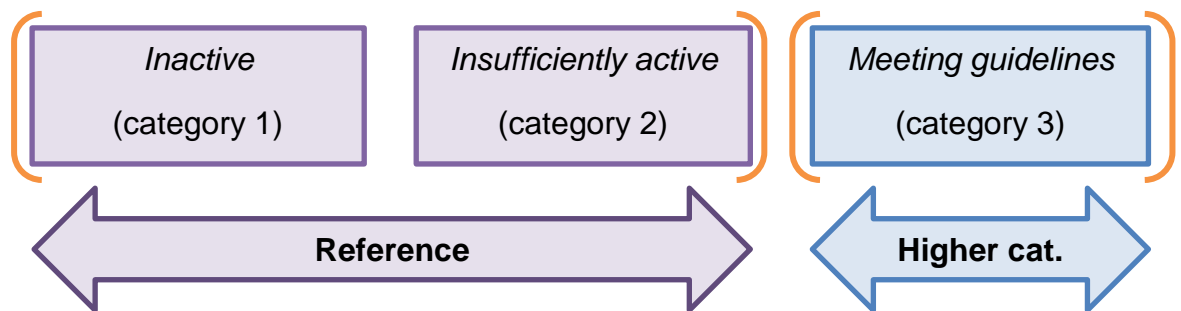 Inactive
(category 1)
Insufficiently active
(category 2)
Meeting guidelines
(category 3)
Reference
Higher cat.